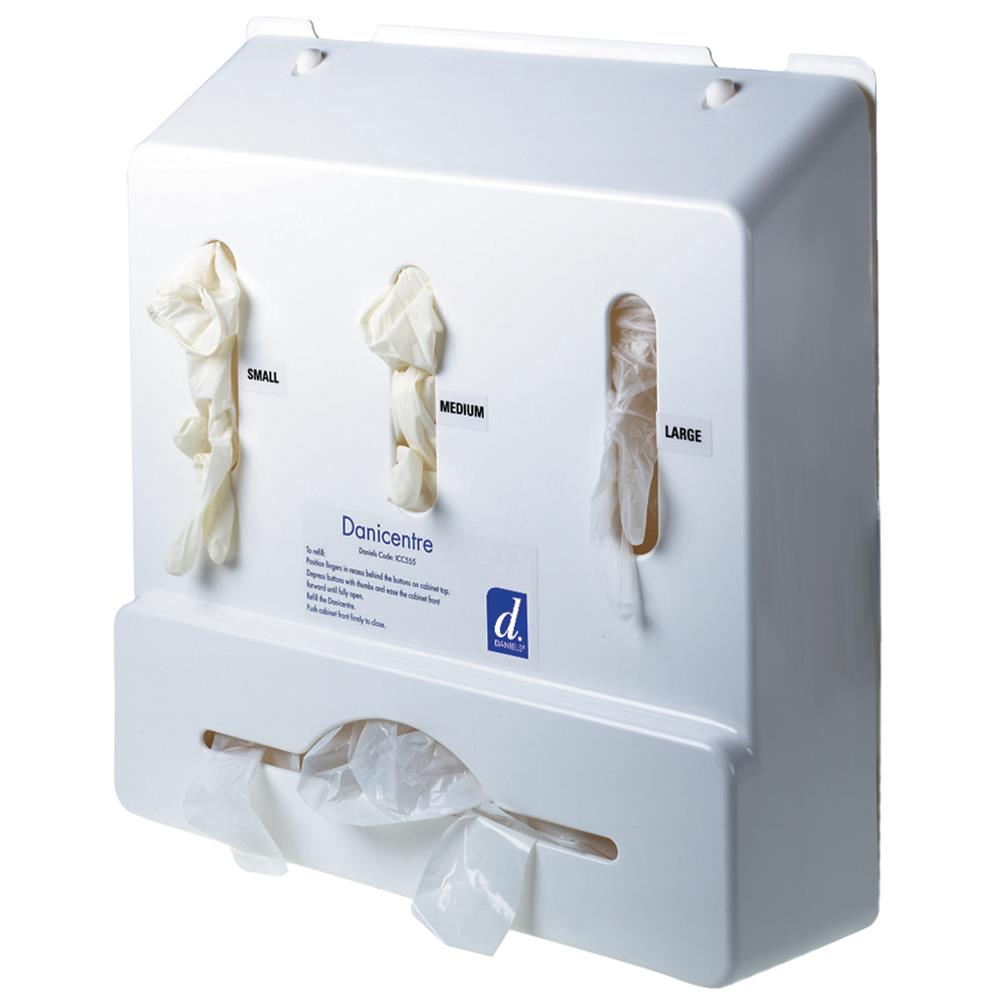 SMALL
MEDIUM
LARGE
Danicentre
Daniels Code: ICC555
To refill:
Position fingers in recess behind the buttons on cabinet top.
Depress buttons with thumbs and ease the cabinet front
forward until fully open.
Refill the Danicentre.
Push cabinet front firmly to close.
d.
DANIELS